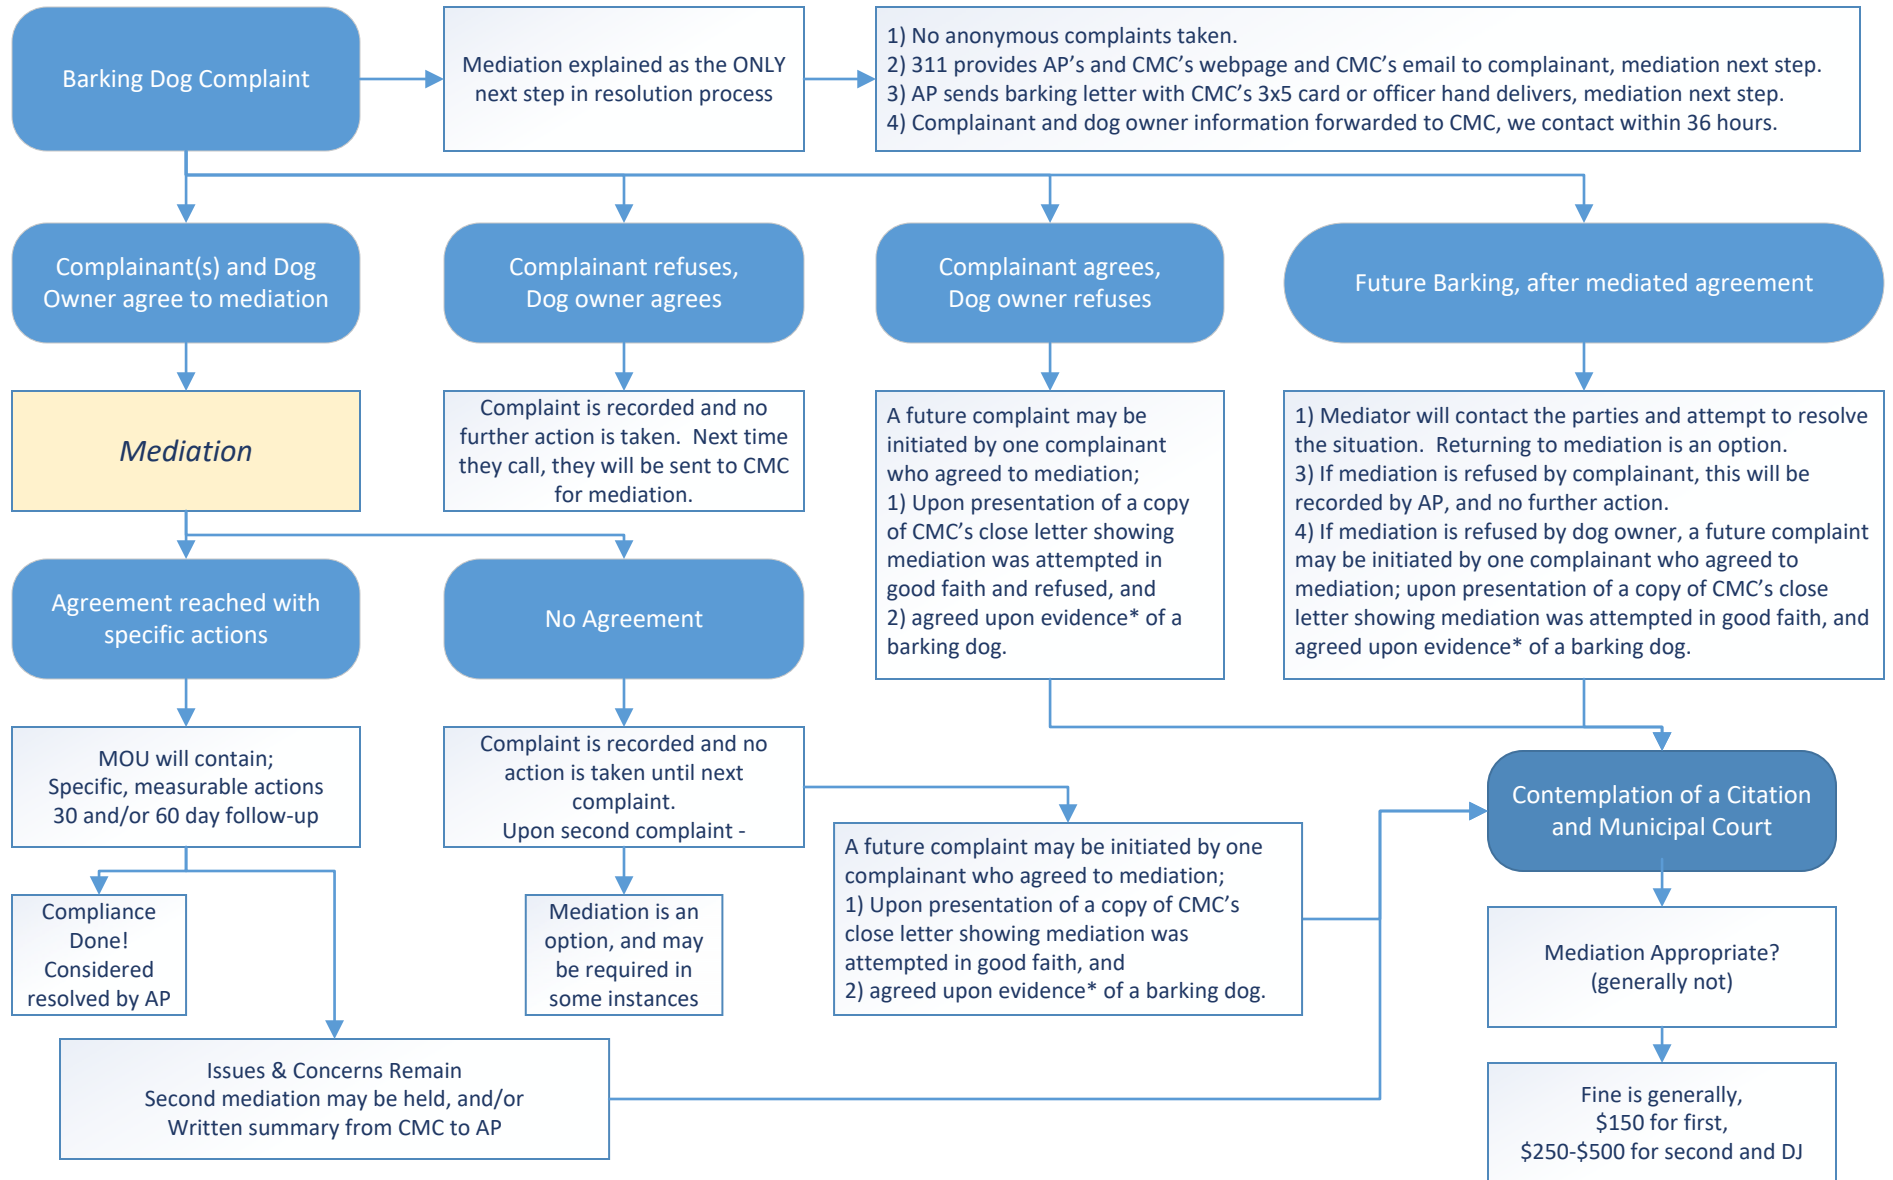 Barking Dog Complaint
Mediation explained as the ONLY
next step in resolution process
1) No anonymous complaints taken.
2) 311 provides AP's and CMC's webpage and CMC's email to complainant, mediation next step.
3) AP sends barking letter with CMC's 3x5 card or officer hand delivers, mediation next step.
4) Complainant and dog owner information forwarded to CMC, we contact within 36 hours.
Complainant(s) and Dog
Owner agree to mediation
Complainant refuses,
Dog owner agrees
Complainant agrees,
Dog owner refuses
Future Barking, after mediated agreement
Mediation
Complaint is recorded and no
further action is taken.  Next time
they call, they will be sent to CMC
for mediation.
A future complaint may be
initiated by one complainant
who agreed to mediation;
1) Upon presentation of a copy
of CMC's close letter showing
mediation was attempted in
good faith and refused, and
2) agreed upon evidence* of a
barking dog.
1) Mediator will contact the parties and attempt to resolve
the situation.  Returning to mediation is an option.
3) If mediation is refused by complainant, this will be
recorded by AP, and no further action.
4) If mediation is refused by dog owner, a future complaint
may be initiated by one complainant who agreed to
mediation; upon presentation of a copy of CMC's close
letter showing mediation was attempted in good faith, and
agreed upon evidence* of a barking dog.
Agreement reached with
specific actions
No Agreement
MOU will contain;
Specific, measurable actions
30 and/or 60 day follow-up
Complaint is recorded and no
action is taken until next
complaint.
Upon second complaint -
Contemplation of a Citation
and Municipal Court
A future complaint may be initiated by one
complainant who agreed to mediation;
1) Upon presentation of a copy of CMC's
close letter showing mediation was
attempted in good faith, and
2) agreed upon evidence* of a barking dog.
Compliance
Done!
Considered
resolved by AP
Mediation is an
option, and may
be required in
some instances
Mediation Appropriate?
(generally not)
Issues & Concerns Remain
Second mediation may be held, and/or
Written summary from CMC to AP
Fine is generally,
$150 for first,
$250-$500 for second and DJ